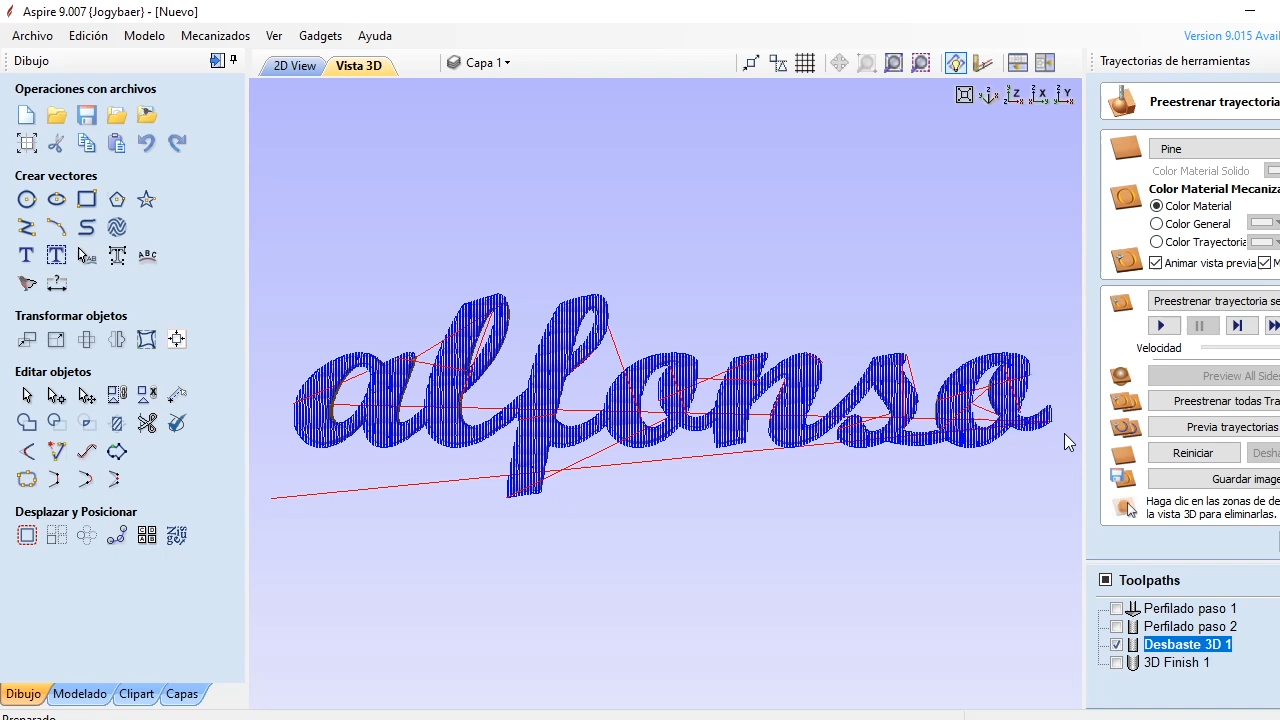 Aspire 9.007 {Jogybaer} - [Nuevo]
Archivo Edición Modelo Mecanizados Ver Gadgets Ayuda
Version 9.015 Avai
Dibujo
2D View Vista 3D Capa 1
Trayectorias de herramientas
Operaciones con archivos
Crear vectores
Transformar objetos
Editar objetos
Desplazar y Posicionar
Dibujo Modelado Clipart Capas
Preparado
Z X Y
alfonso
Preestrenar trayectoria
Pine
Color Material Solido
Color Material Mecaniza
Color Material
Color General
Color Trayectoria
Animar vista previa M
Preestrenar trayectoria se
Velocidad
Preview All Sides
Preestrenar todas Tra
Previa trayectorias
Reiniciar Desha
Guardar image
Haga clic en las zonas de de
la vista 3D para eliminarlas.
Toolpaths
Perfilado paso 1
Perfilado paso 2
Desbaste 3D 1
3D Finish 1